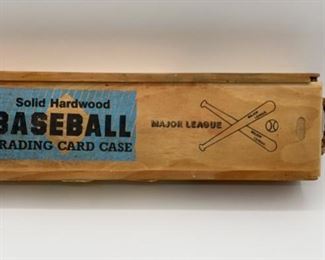 Solid Hardwood
BASEBALL
RADING CARD CASE
MAJOR LEAGUE